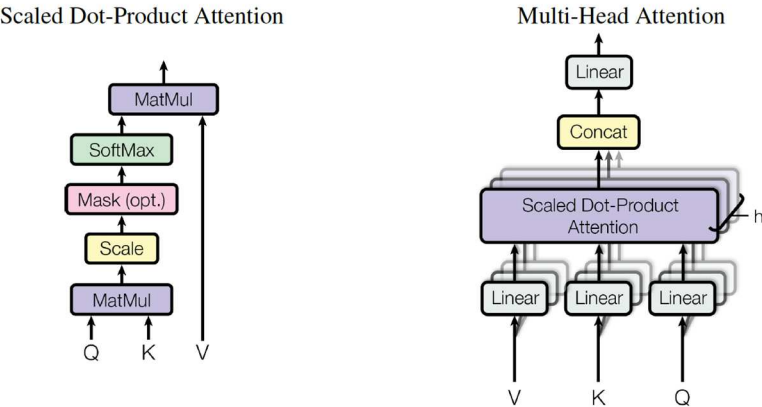 Scaled Dot-Product Attention
MatMul
SoftMax
Mask (opt.)
Scale
MatMul
Q K V
Multi-Head Attention
Linear
Concat
Scaled Dot-Product
Attention
h
Linear Linear Linear
V K Q